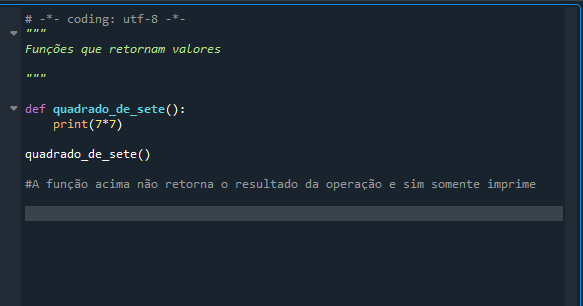 # -*- coding: utf-8 -*-
"""
Funções que retornam valores
"""
def quadrado_de_sete():
print(7*7)
quadrado_de_sete()
#A função acima não retorna o resultado da operação e sim somente imprime